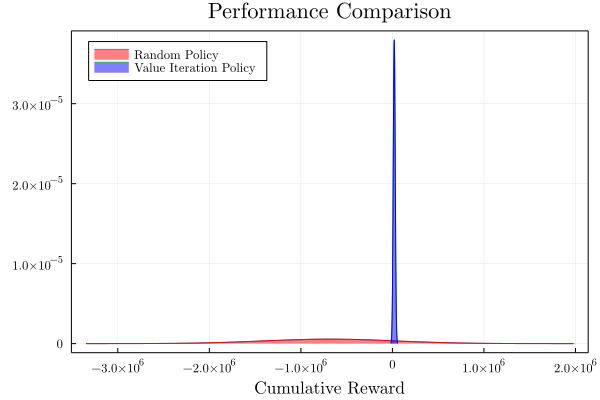 Performance Comparison
Random Policy
Value Iteration Policy
3.0×10⁻⁵
2.0×10⁻⁵
1.0×10⁻⁵
0
−3.0×10⁶ −2.0×10⁶ −1.0×10⁶ 0 1.0×10⁶ 2.0×10⁶
Cumulative Reward